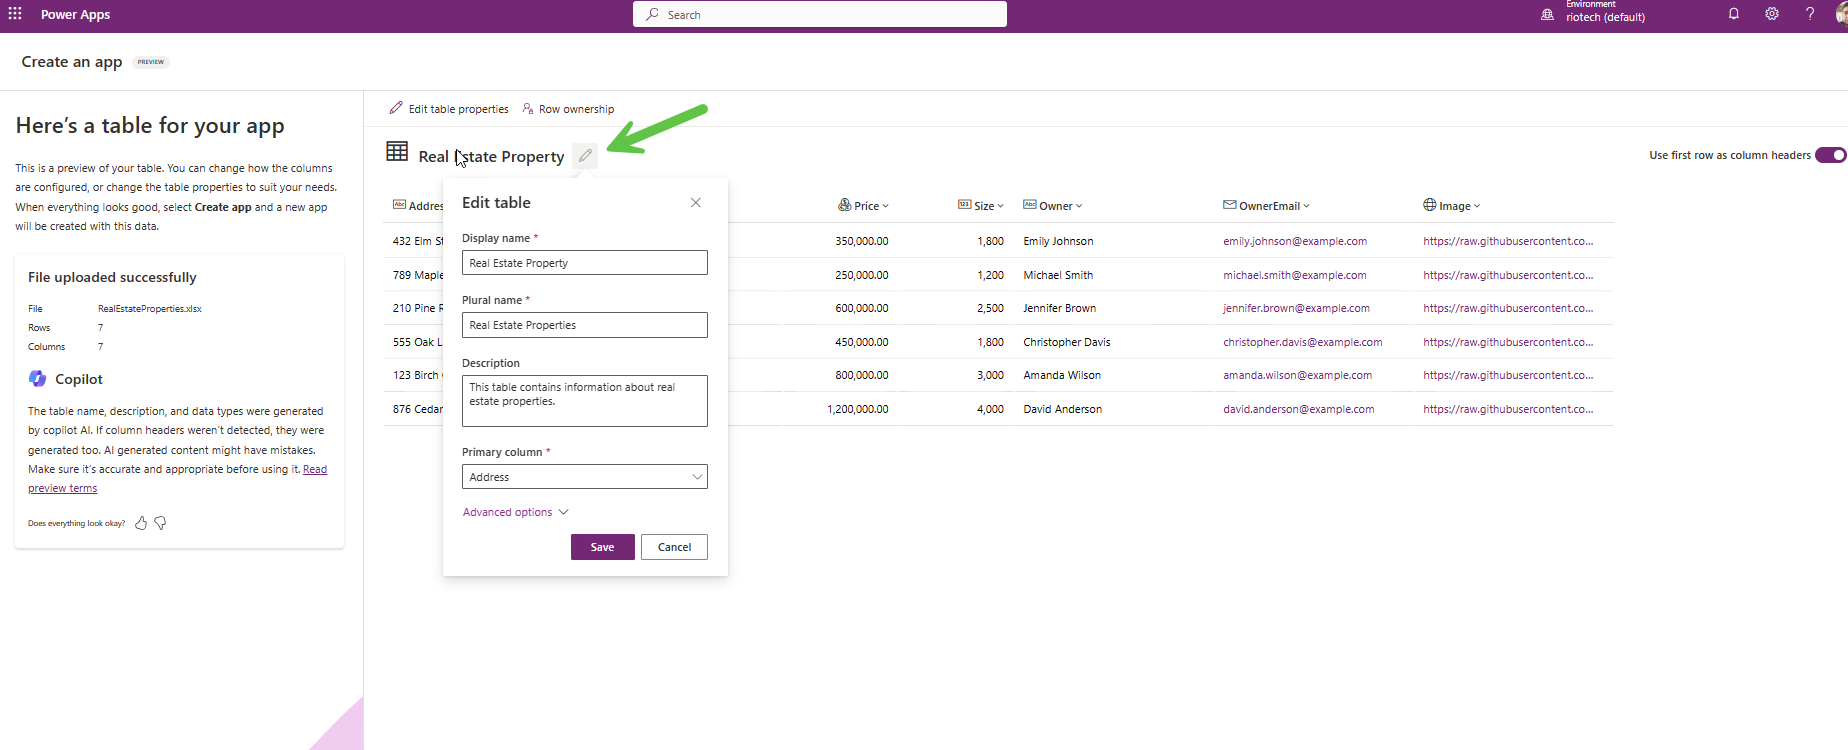 Power Apps
Search
Environment
riotech (default)
Create an app PREVIEW
Here's a table for your app
This is a preview of your table. You can change how the columns
are configured, or change the table properties to suit your needs.
When everything looks good, select Create app and a new app
will be created with this data.
File uploaded successfully
File RealEstateProperties.xlsx
Rows 7
Columns 7
Copilot
The table name, description, and data types were generated
by copilot AI. If column headers weren't detected, they were
generated too. AI generated content might have mistakes.
Make sure it's accurate and appropriate before using it. Read
preview terms
Does everything look okay?
Edit table properties Row ownership
Real Estate Property
Use first row as column headers
Abc Addres Price 123 Size Abc Owner OwnerEmail Image
432 Elm St 350,000.00 1,800 Emily Johnson emily.johnson@example.com https://raw.githubusercontent.co...
789 Maple 250,000.00 1,200 Michael Smith michael.smith@example.com https://raw.githubusercontent.co...
210 Pine R 600,000.00 2,500 Jennifer Brown jennifer.brown@example.com https://raw.githubusercontent.co...
555 Oak L 450,000.00 1,800 Christopher Davis christopher.davis@example.com https://raw.githubusercontent.co...
123 Birch 800,000.00 3,000 Amanda Wilson amanda.wilson@example.com https://raw.githubusercontent.co...
876 Cedar 1,200,000.00 4,000 David Anderson david.anderson@example.com https://raw.githubusercontent.co...
Edit table
Display name *
Real Estate Property
Plural name *
Real Estate Properties
Description
This table contains information about real
estate properties.
Primary column *
Address
Advanced options
Save Cancel